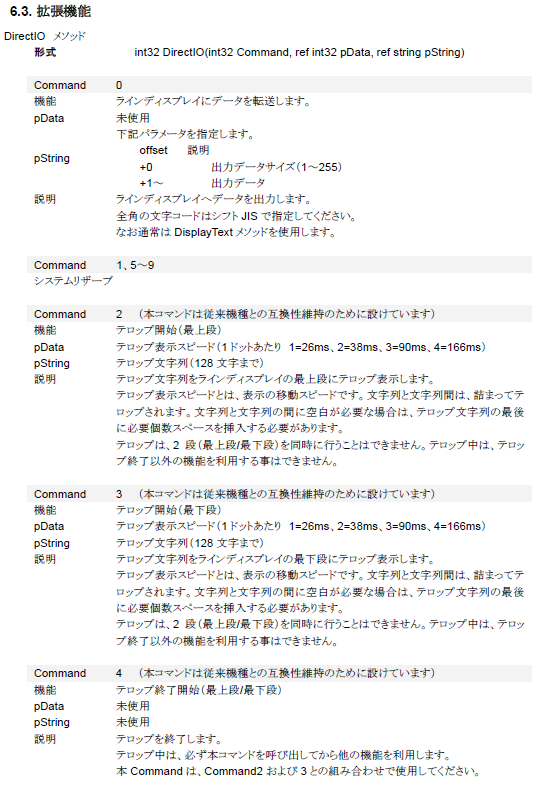 6.3. 拡張機能
DirectIO メソッド
形式 int32 DirectIO(int32 Command, ref int32 pData, ref string pString)
Command 0
機能 ラインディスプレイにデータを転送します。
pData 未使用
pString 下記パラメータを指定します。
offset 説明
+0 出力データサイズ（1～255）
+1～ 出力データ
説明 ラインディスプレイへデータを出力します。
全角の文字コードはシフト JIS で指定してください。
なお通常は DisplayText メソッドを使用します。
Command 1、5～9
システムリザーブ
Command 2 （本コマンドは従来機種との互換性維持のために設けています）
機能 テロップ開始（最上段）
pData テロップ表示スピード（1ドットあたり 1=26ms、2=38ms、3=90ms、4=166ms）
pString テロップ文字列（128 文字まで）
説明 テロップ文字列をラインディスプレイの最上段にテロップ表示します。
テロップ表示スピードとは、表示の移動スピードです。文字列と文字列間は、詰まってテ
ロップされます。文字列と文字列の間に空白が必要な場合は、テロップ文字列の最後
に必要個数スペースを挿入する必要があります。
テロップは、2 段（最上段/最下段）を同時に行うことはできません。テロップ中は、テロッ
プ終了以外の機能を利用する事はできません。
Command 3 （本コマンドは従来機種との互換性維持のために設けています）
機能 テロップ開始（最下段）
pData テロップ表示スピード（1ドットあたり 1=26ms、2=38ms、3=90ms、4=166ms）
pString テロップ文字列（128 文字まで）
説明 テロップ文字列をラインディスプレイの最下段にテロップ表示します。
テロップ表示スピードとは、表示の移動スピードです。文字列と文字列間は、詰まってテ
ロップされます。文字列と文字列の間に空白が必要な場合は、テロップ文字列の最後
に必要個数スペースを挿入する必要があります。
テロップは、2 段（最上段/最下段）を同時に行うことはできません。テロップ中は、テロッ
プ終了以外の機能を利用する事はできません。
Command 4 （本コマンドは従来機種との互換性維持のために設けています）
機能 テロップ終了開始（最上段/最下段）
pData 未使用
pString 未使用
説明 テロップを終了します。
テロップ中は、必ず本コマンドを呼び出してから他の機能を利用します。
本 Command は、Command2 および 3 との組み合わせで使用してください。